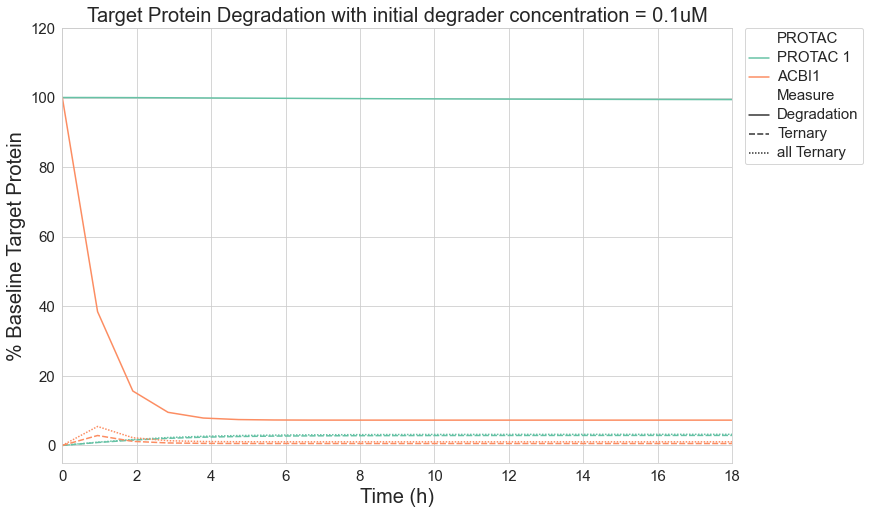 Target Protein Degradation with initial degrader concentration = 0.1uM
120
100
80
60
40
20
0
% Baseline Target Protein
0 2 4 6 8 10 12 14 16 18
Time (h)
PROTAC
PROTAC 1
ACBI1
Measure
Degradation
Ternary
all Ternary